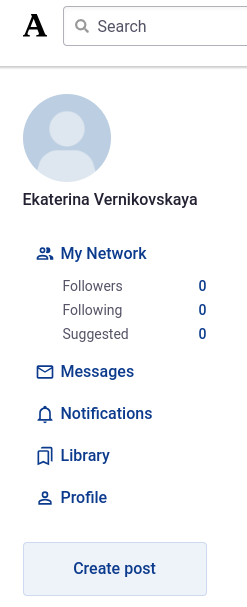 A
Search
Ekaterina Vernikovskaya
My Network
Followers 0
Following 0
Suggested 0
Messages
Notifications
Library
Profile
Create post